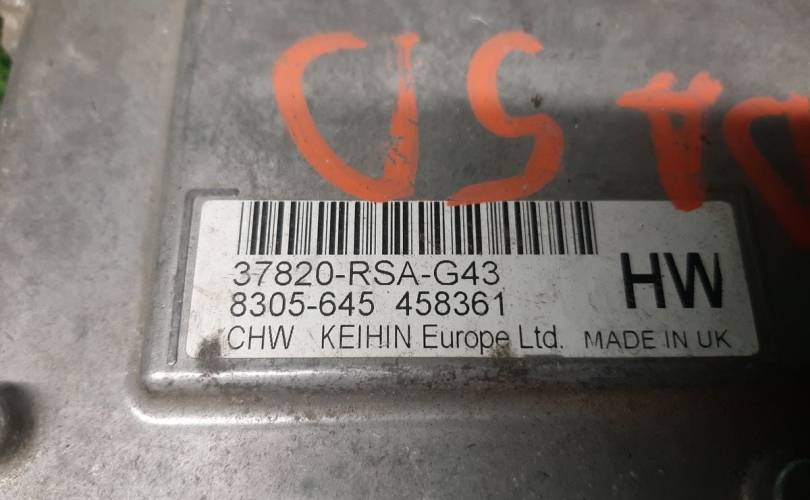 37820-RSA-G43
8305-645 458361
HW
CHW KEIHIN Europe Ltd. MADE IN UK